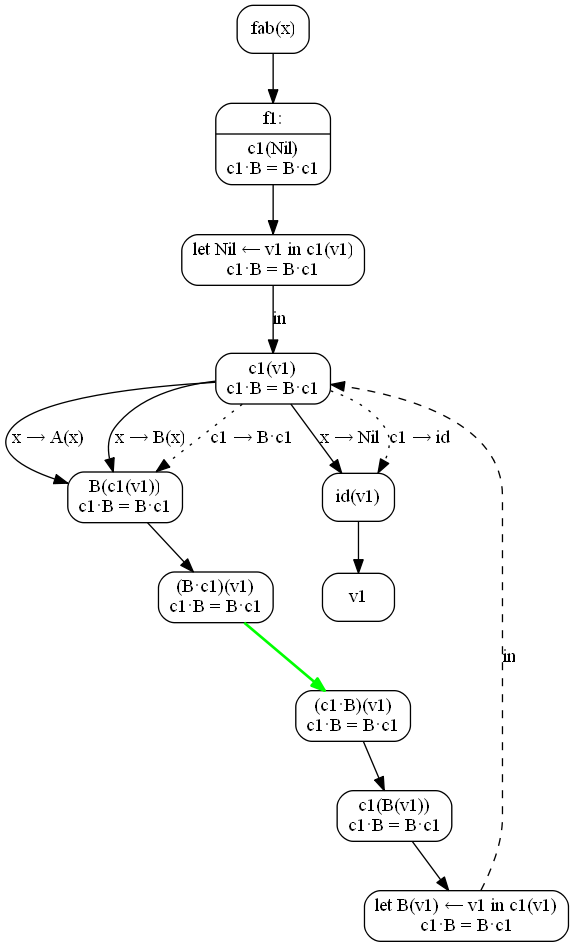 fab(x)
f1:
c1(Nil)
c1·B = B·c1
let Nil ← v1 in c1(v1)
c1·B = B·c1
in
c1(v1)
c1·B = B·c1
x → A(x)
x → B(x)
c1 → B·c1
x → Nil
c1 → id
B(c1(v1))
c1·B = B·c1
id(v1)
(B·c1)(v1)
c1·B = B·c1
v1
in
(c1·B)(v1)
c1·B = B·c1
c1(B(v1))
c1·B = B·c1
let B(v1) ← v1 in c1(v1)
c1·B = B·c1